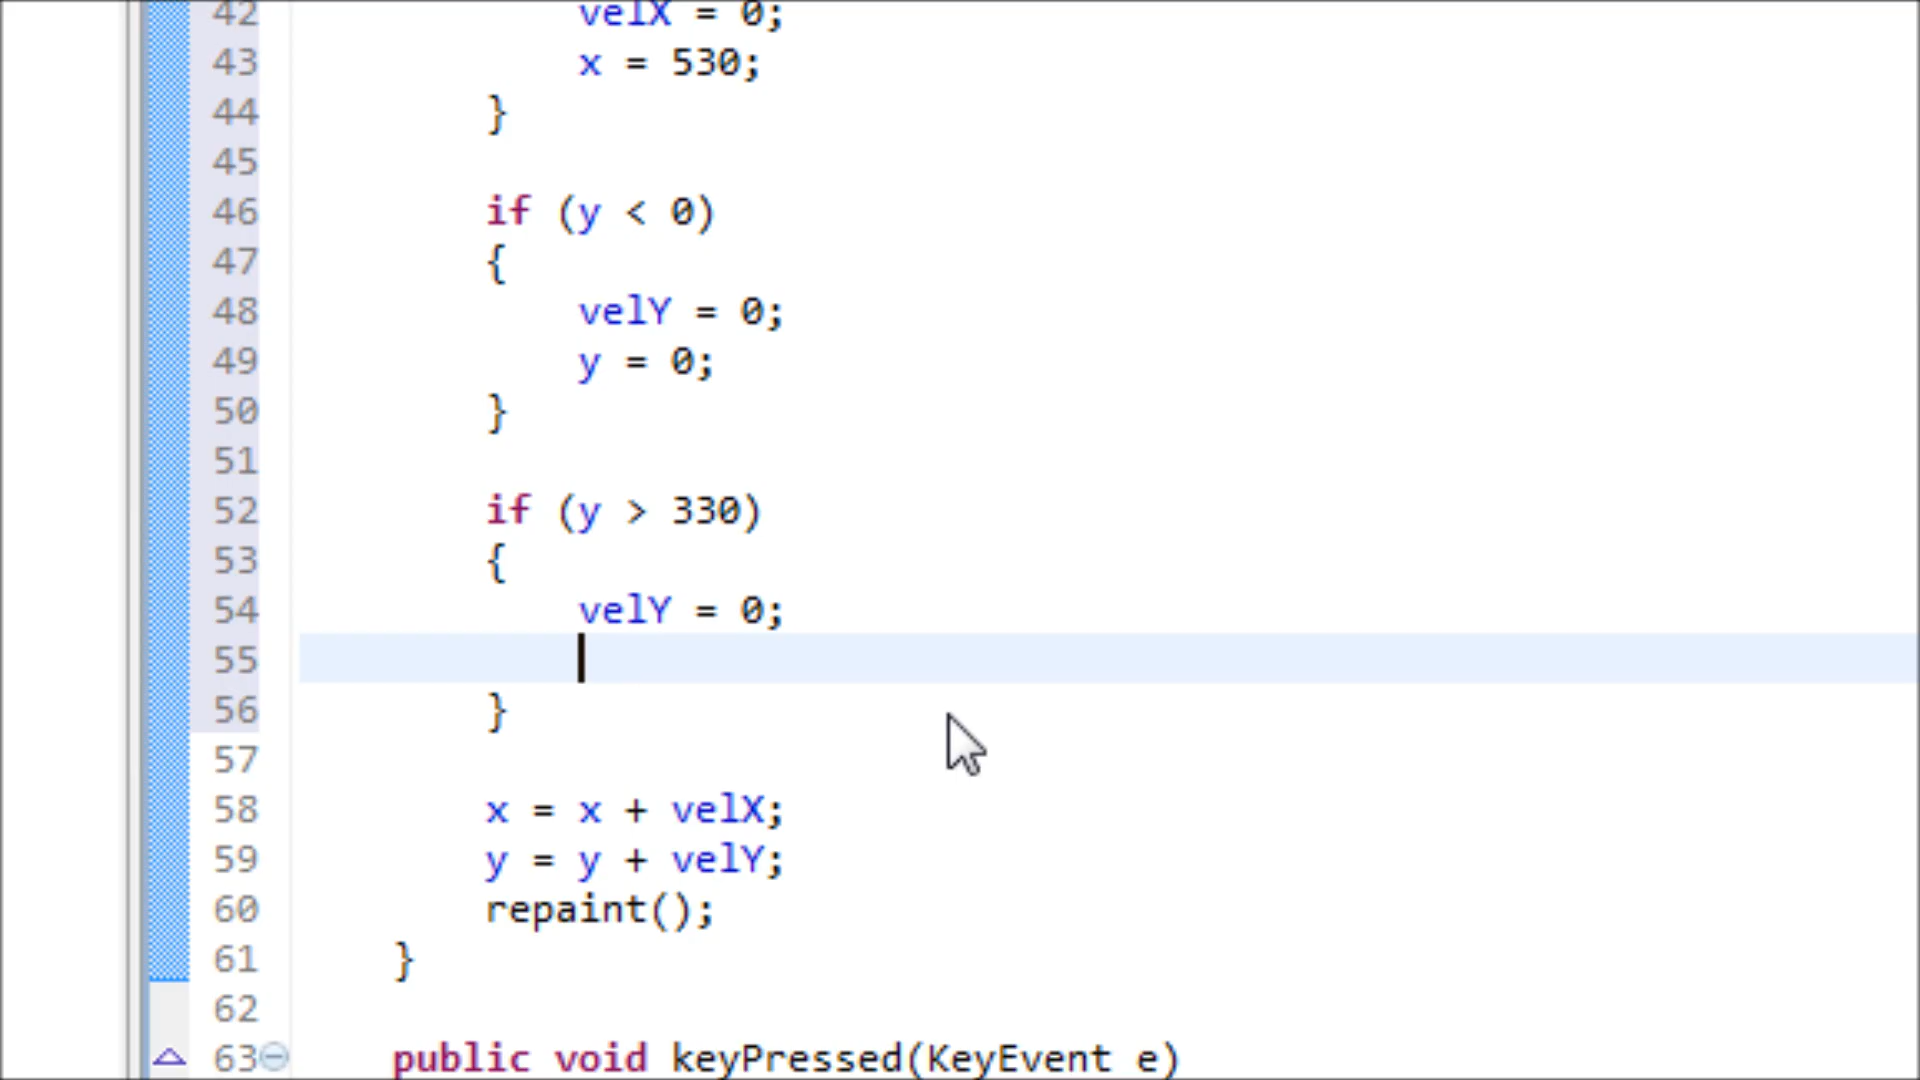 42 velX = 0;
43 x = 530;
44 }
45
46 if (y < 0)
47 {
48 velY = 0;
49 y = 0;
50 }
51
52 if (y > 330)
53 {
54 velY = 0;
55
56 }
57
58 x = x + velX;
59 y = y + velY;
60 repaint();
61 }
62
63 public void keyPressed(KeyEvent e)